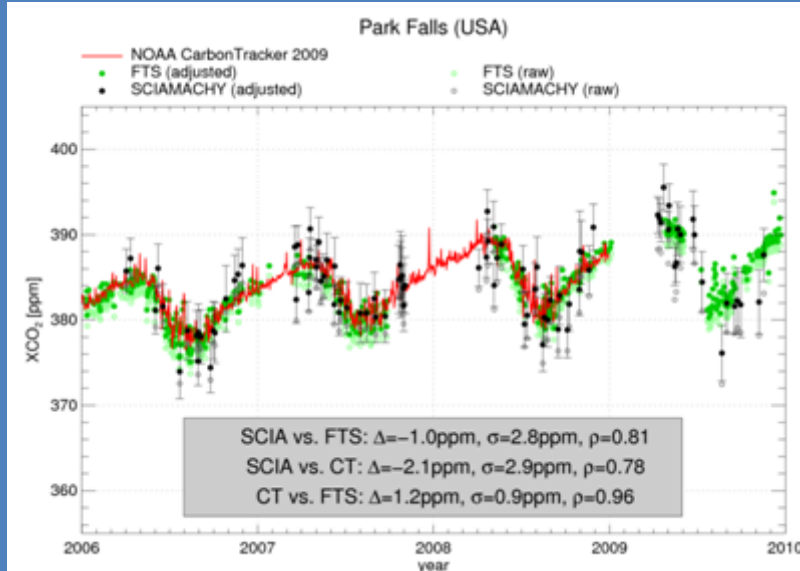 Park Falls (USA)
NOAA CarbonTracker 2009
FTS (adjusted) FTS (raw)
SCIAMACHY (adjusted) SCIAMACHY (raw)
400
390
380
370
360
XCO₂ [ppm]
SCIA vs. FTS: Δ=−1.0ppm, σ=2.8ppm, ρ=0.81
SCIA vs. CT: Δ=−2.1ppm, σ=2.9ppm, ρ=0.78
CT vs. FTS: Δ=1.2ppm, σ=0.9ppm, ρ=0.96
2006 2007 2008 2009 2010
year